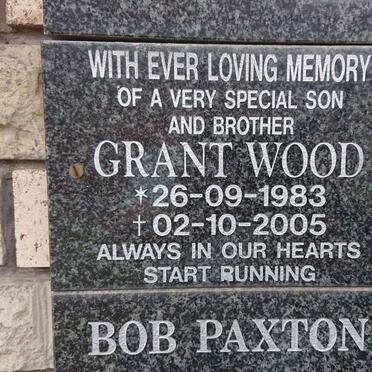 WITH EVER LOVING MEMORY
OF A VERY SPECIAL SON
AND BROTHER
GRANT WOOD
*26-09-1983
†02-10-2005
ALWAYS IN OUR HEARTS
START RUNNING
BOB PAXTON